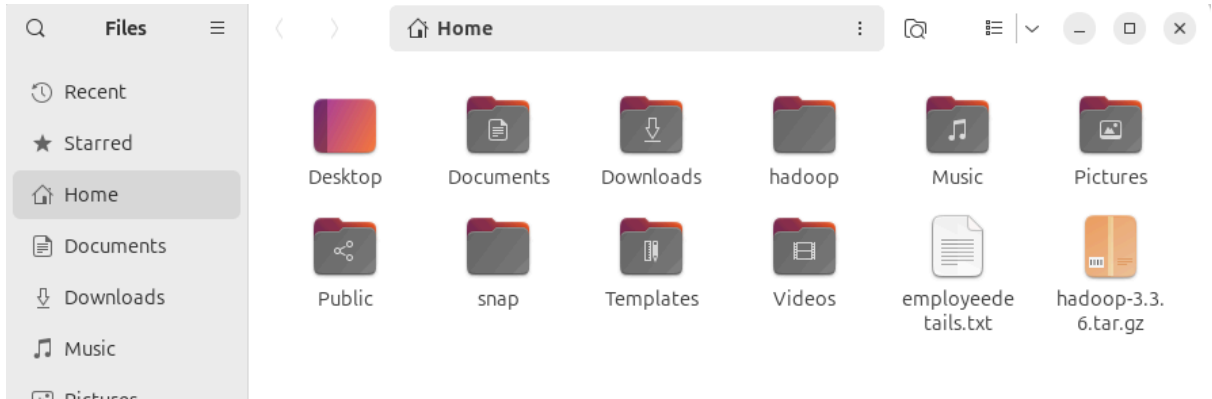 Files
Home
Recent
Starred
Home
Documents
Downloads
Music
Pictures
Desktop
Documents
Downloads
hadoop
Music
Pictures
Public
snap
Templates
Videos
employeede
tails.txt
hadoop-3.3.
6.tar.gz